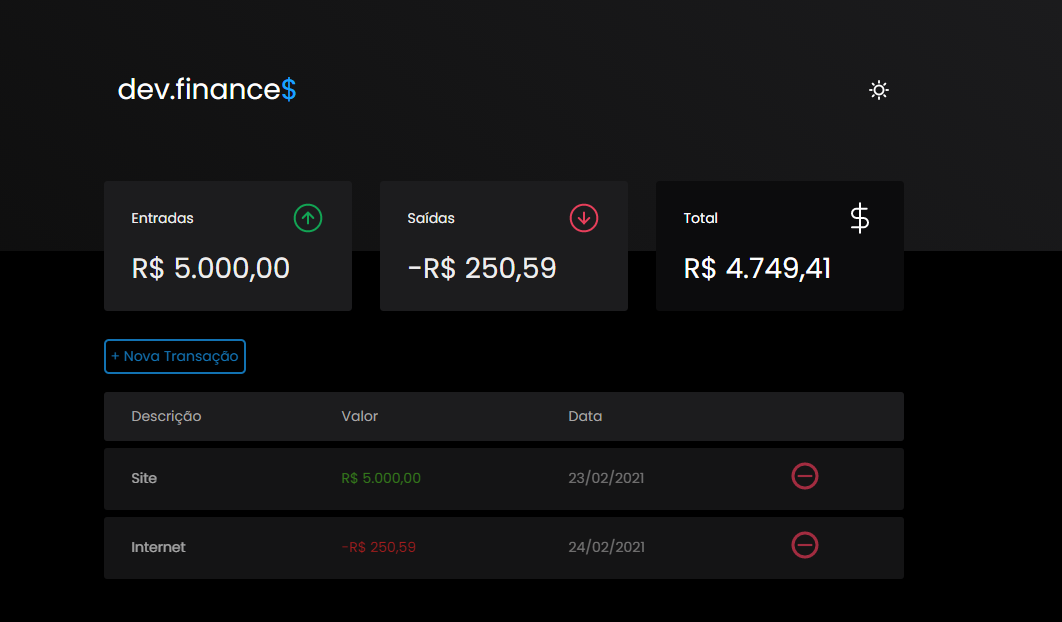 dev.finance$
Entradas
R$ 5.000,00
Saídas
-R$ 250,59
Total
$
R$ 4.749,41
+ Nova Transação
Descrição Valor Data
Site R$ 5.000,00 23/02/2021
Internet -R$ 250,59 24/02/2021